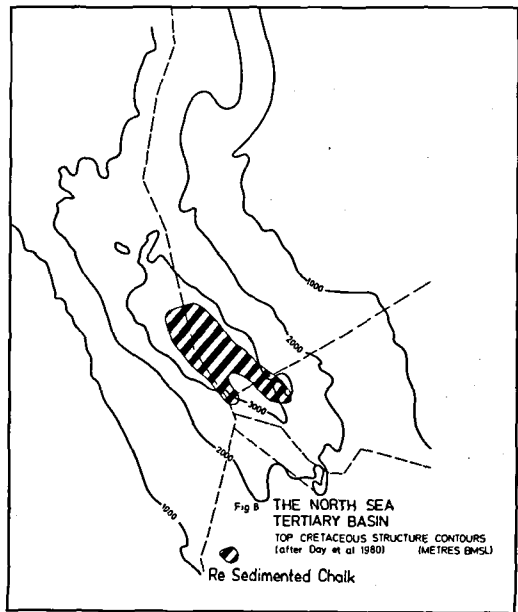 1000
2000
3000
2000
1000
Fig 8 THE NORTH SEA
TERTIARY BASIN
TOP CRETACEOUS STRUCTURE CONTOURS
(after Day et al 1980) (METRES BMSL)
Re Sedimented Chalk